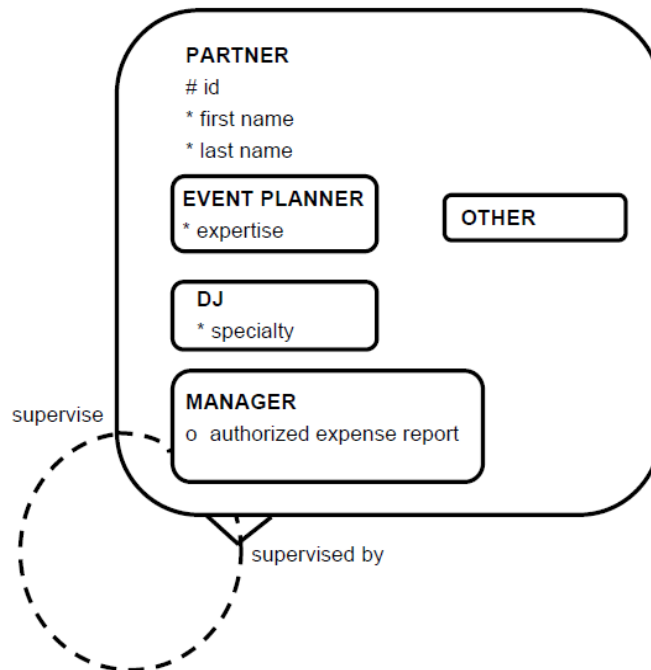 PARTNER
# id
* first name
* last name
EVENT PLANNER
* expertise
OTHER
DJ
* specialty
MANAGER
o authorized expense report
supervise
supervised by